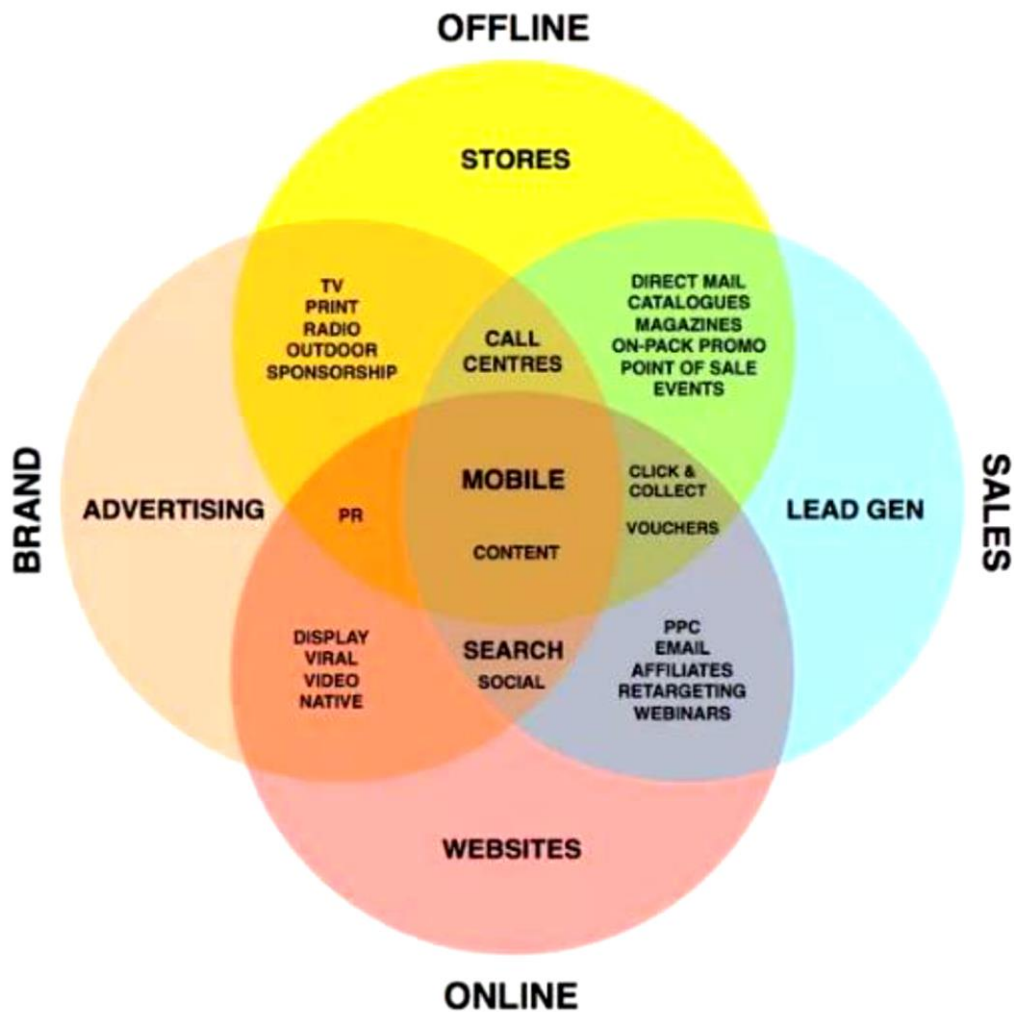 OFFLINE
STORES
TV
PRINT
RADIO
OUTDOOR
SPONSORSHIP
CALL
CENTRES
DIRECT MAIL
CATALOGUES
MAGAZINES
ON-PACK PROMO
POINT OF SALE
EVENTS
BRAND
ADVERTISING
PR
MOBILE
CONTENT
CLICK &
COLLECT
VOUCHERS
LEAD GEN
SALES
DISPLAY
VIRAL
VIDEO
NATIVE
SEARCH
SOCIAL
PPC
EMAIL
AFFILIATES
RETARGETING
WEBINARS
WEBSITES
ONLINE